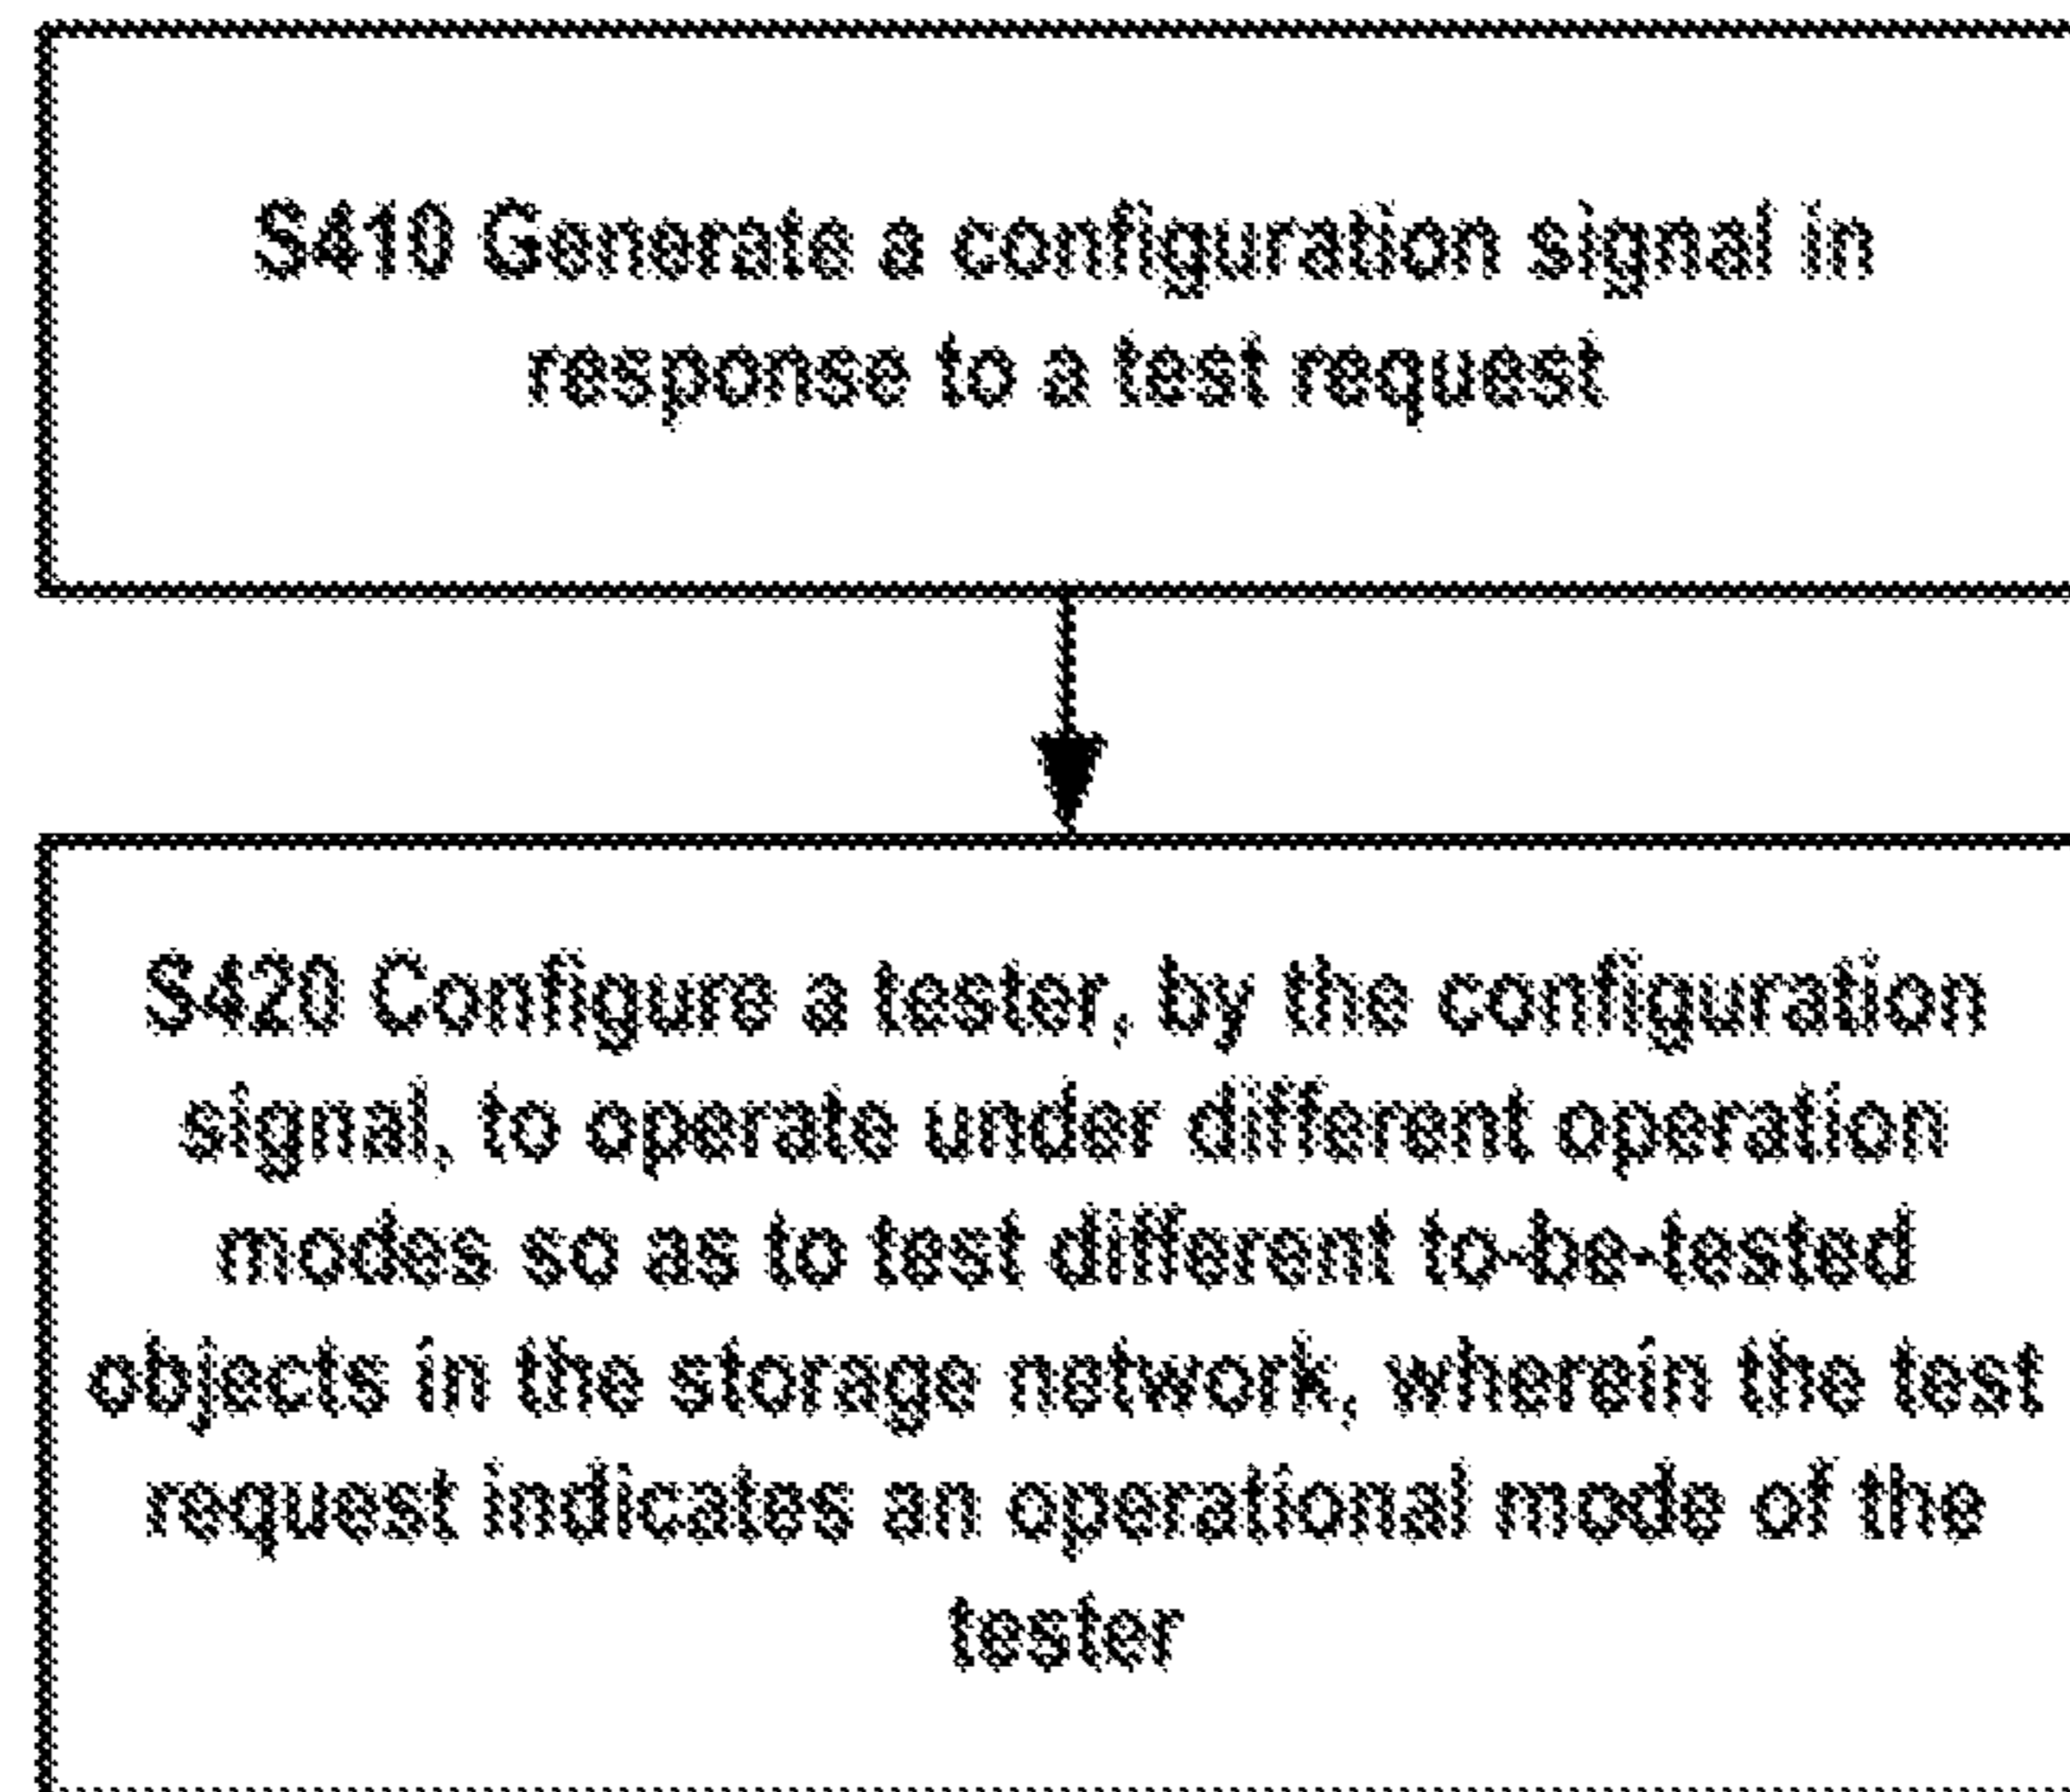 S410 Generate a configuration signal in
response to a test request
S420 Configure a tester, by the configuration
signal, to operate under different operation
modes so as to test different to-be-tested
objects in the storage network, wherein the test
request indicates an operational mode of the
tester